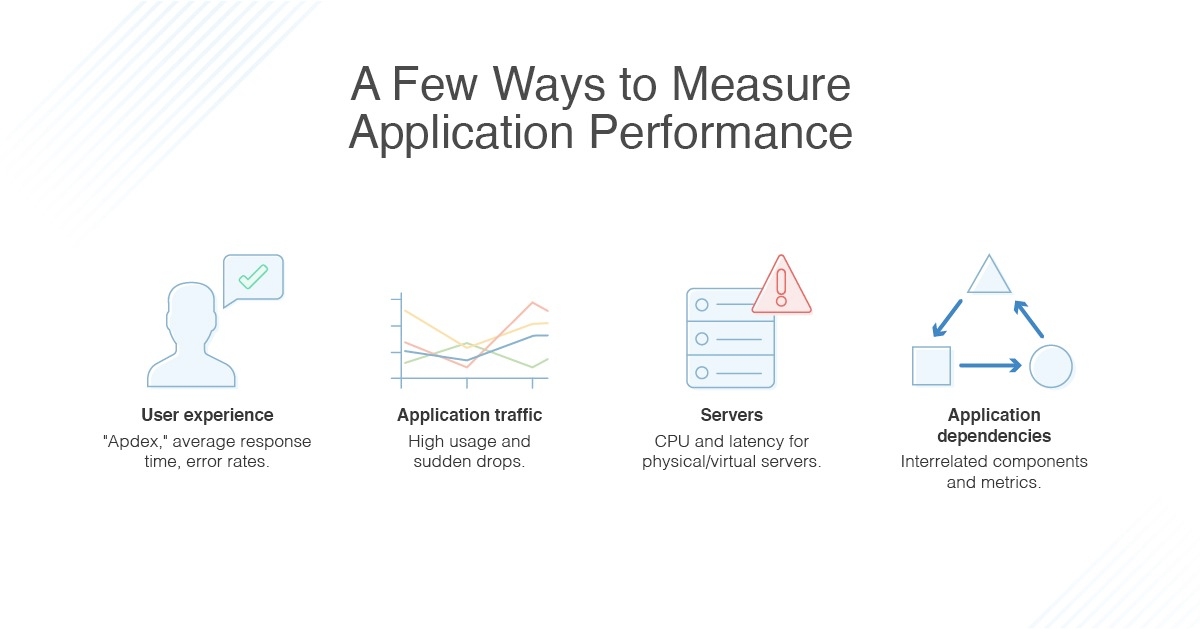 A Few Ways to Measure
Application Performance
User experience
"Apdex," average response
time, error rates.
Application traffic
High usage and
sudden drops.
Servers
CPU and latency for
physical/virtual servers.
Application
dependencies
Interrelated components
and metrics.